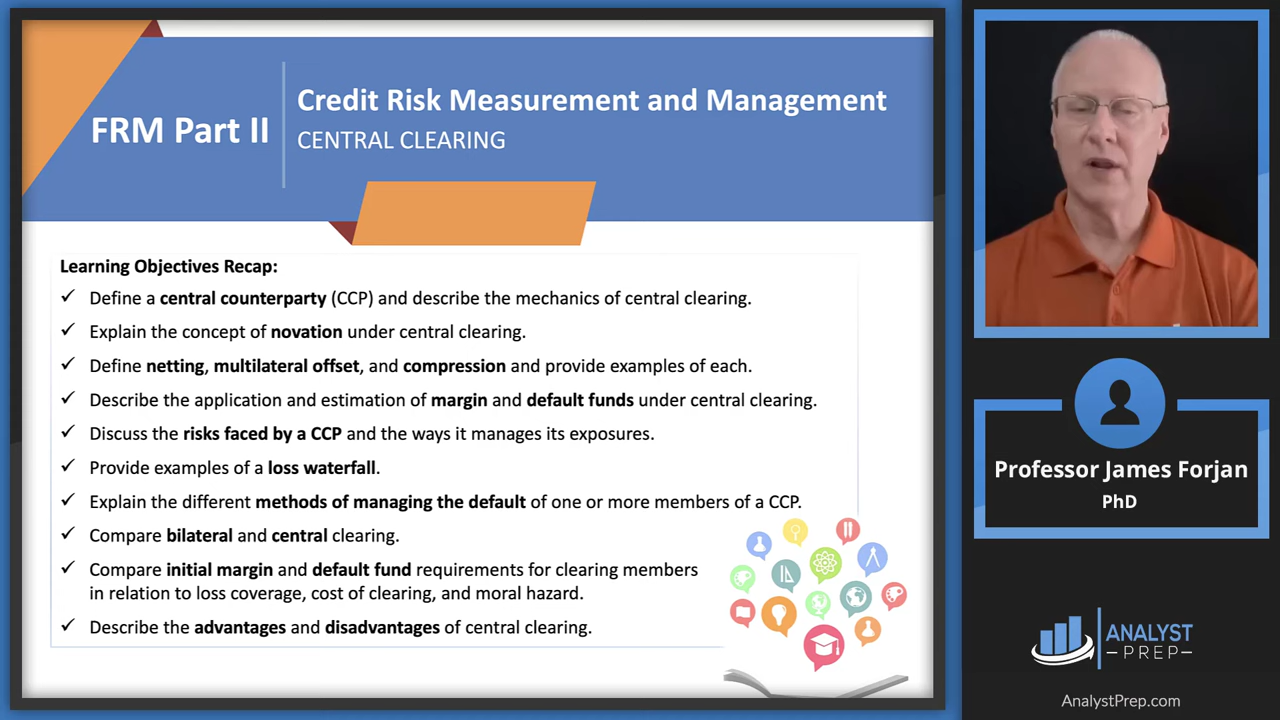 FRM Part II
Credit Risk Measurement and Management
CENTRAL CLEARING
Learning Objectives Recap:
✓ Define a central counterparty (CCP) and describe the mechanics of central clearing.
✓ Explain the concept of novation under central clearing.
✓ Define netting, multilateral offset, and compression and provide examples of each.
✓ Describe the application and estimation of margin and default funds under central clearing.
✓ Discuss the risks faced by a CCP and the ways it manages its exposures.
✓ Provide examples of a loss waterfall.
✓ Explain the different methods of managing the default of one or more members of a CCP.
✓ Compare bilateral and central clearing.
✓ Compare initial margin and default fund requirements for clearing members
in relation to loss coverage, cost of clearing, and moral hazard.
✓ Describe the advantages and disadvantages of central clearing.
Professor James Forjan
PhD
ANALYST
PREP
AnalystPrep.com